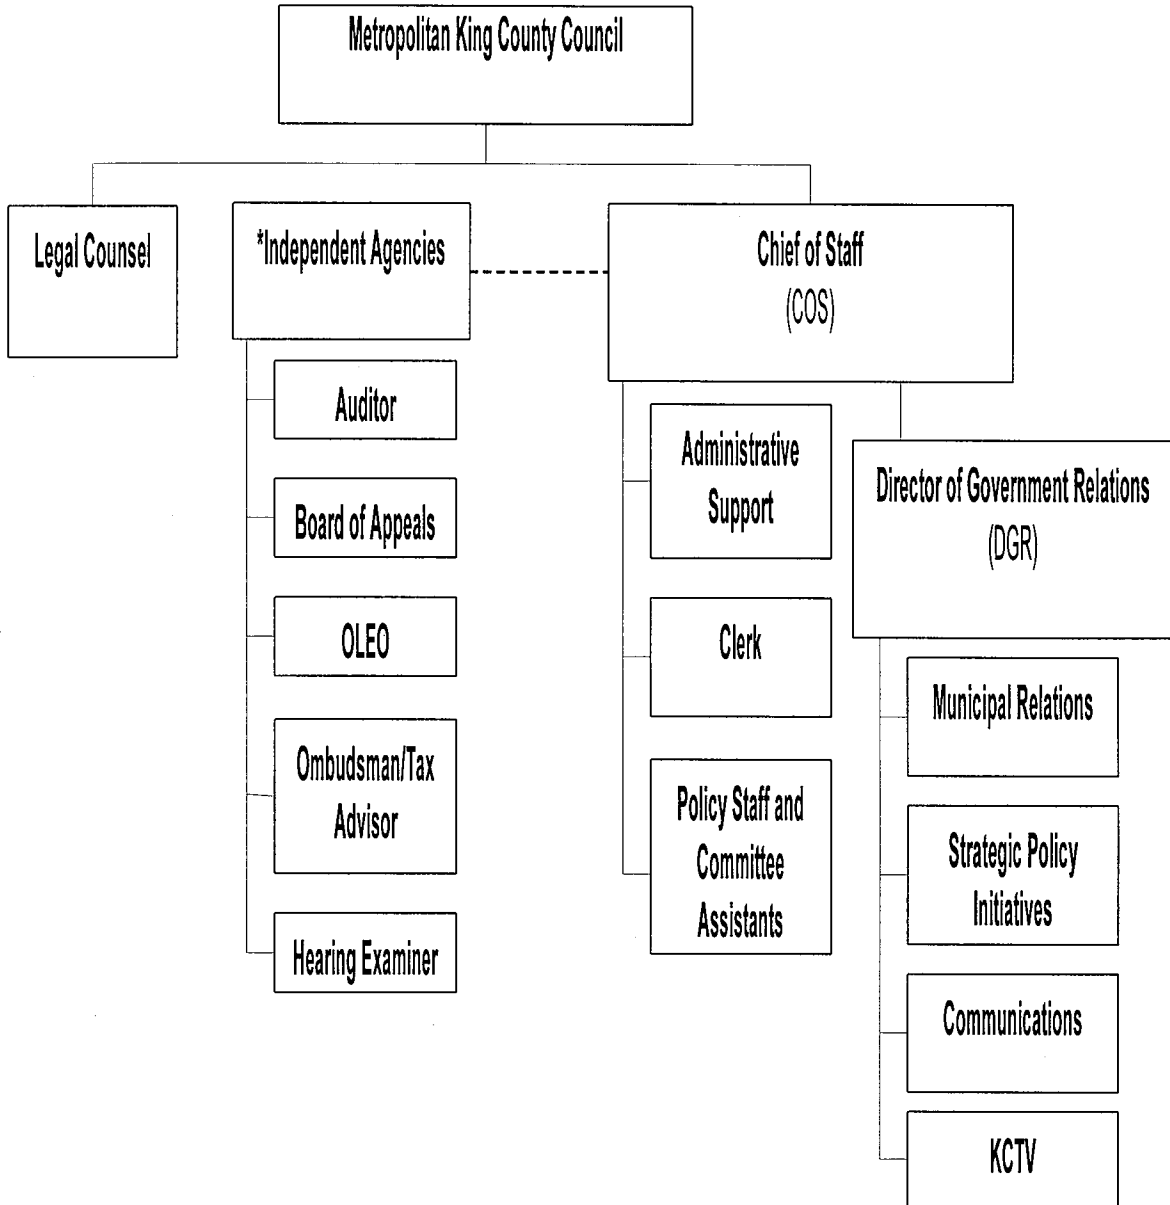 Metropolitan King County Council
Legal Counsel
*Independent Agencies
Chief of Staff
(COS)
Auditor
Board of Appeals
OLEO
Ombudsman/Tax
Advisor
Hearing Examiner
Administrative
Support
Clerk
Policy Staff and
Committee
Assistants
Director of Government Relations
(DGR)
Municipal Relations
Strategic Policy
Initiatives
Communications
KCTV